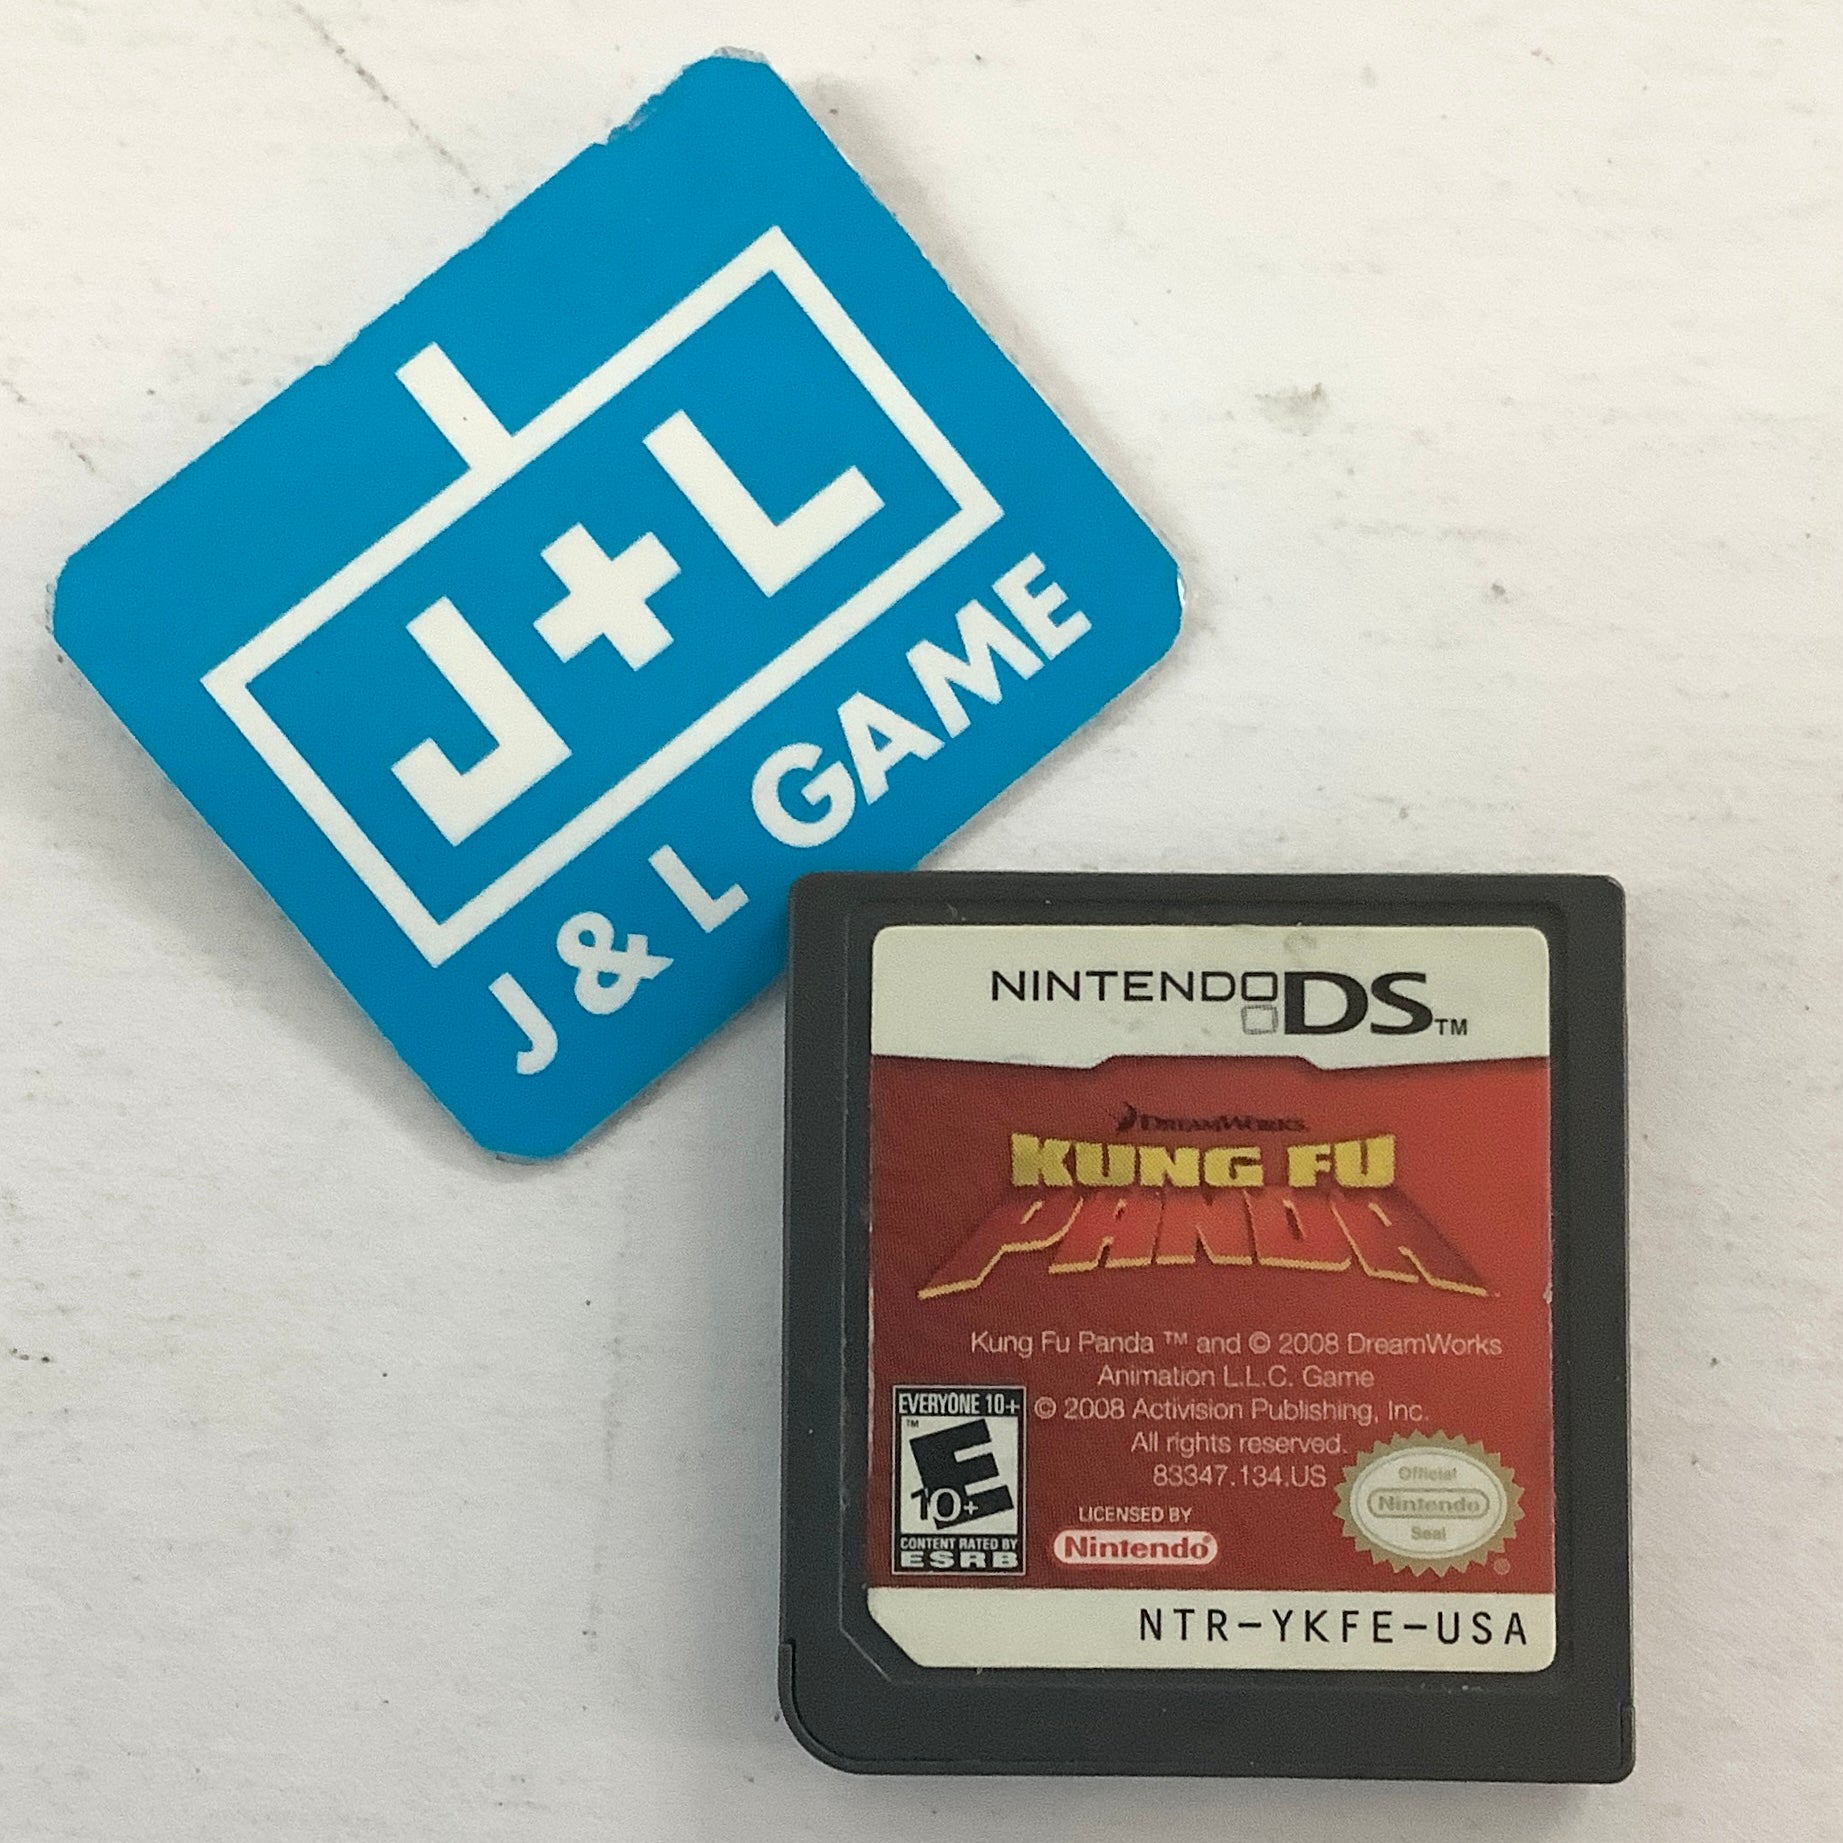 J+L
J & L GAME
NINTENDO DS™
DREAMWORKS
KUNG FU
PANDA
Kung Fu Panda ™ and © 2008 DreamWorks
Animation L.L.C. Game
© 2008 Activision Publishing, Inc.
All rights reserved.
83347.134.US
EVERYONE 10+
™
E
10+
CONTENT RATED BY
ESRB
LICENSED BY
Nintendo®
Official
Nintendo
Seal
®
NTR-YKFE-USA